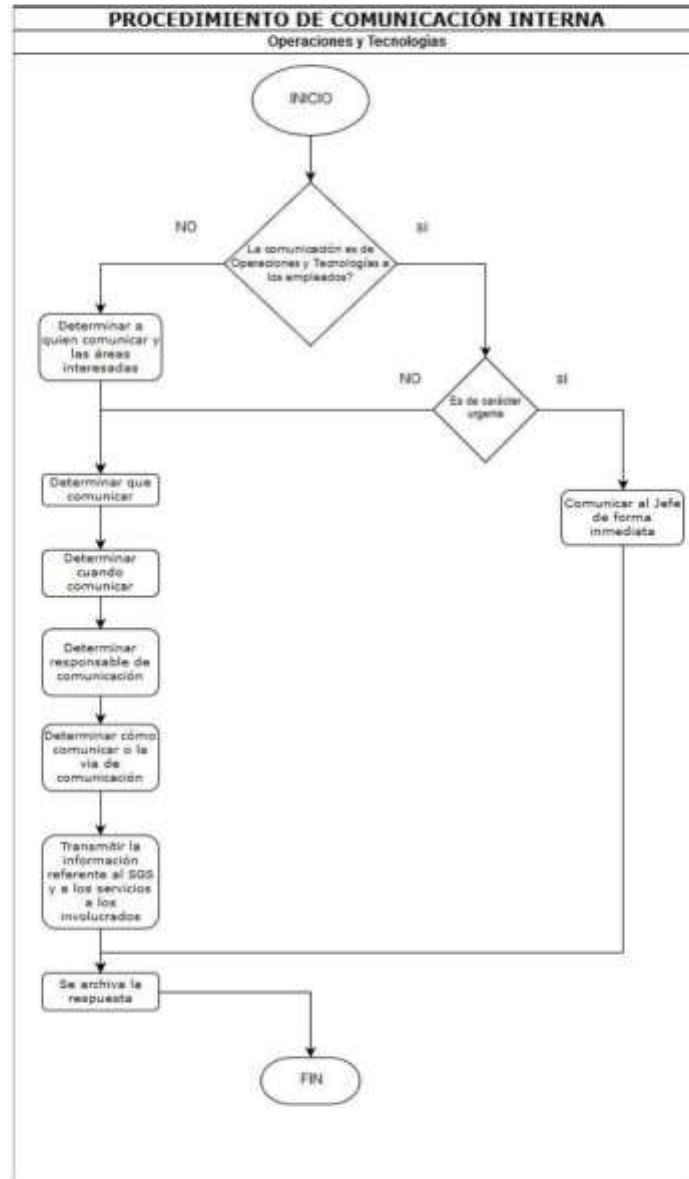 PROCEDIMIENTO DE COMUNICACIÓN INTERNA
Operaciones y Tecnologías
INICIO
NO
si
La comunicación es de
Operaciones y Tecnologías a
los empleados?
Determinar a
quien comunicar y
las áreas
interesadas
NO
si
Es de carácter
urgente
Determinar que
comunicar
Comunicar al Jefe
de forma
inmediata
Determinar
cuando
comunicar
Determinar
responsable de
comunicación
Determinar cómo
comunicar o la
via de
comunicación
Transmitir la
información
referente al SGS
y a los servicios
a los
involucrados
Se archiva la
respuesta
FIN